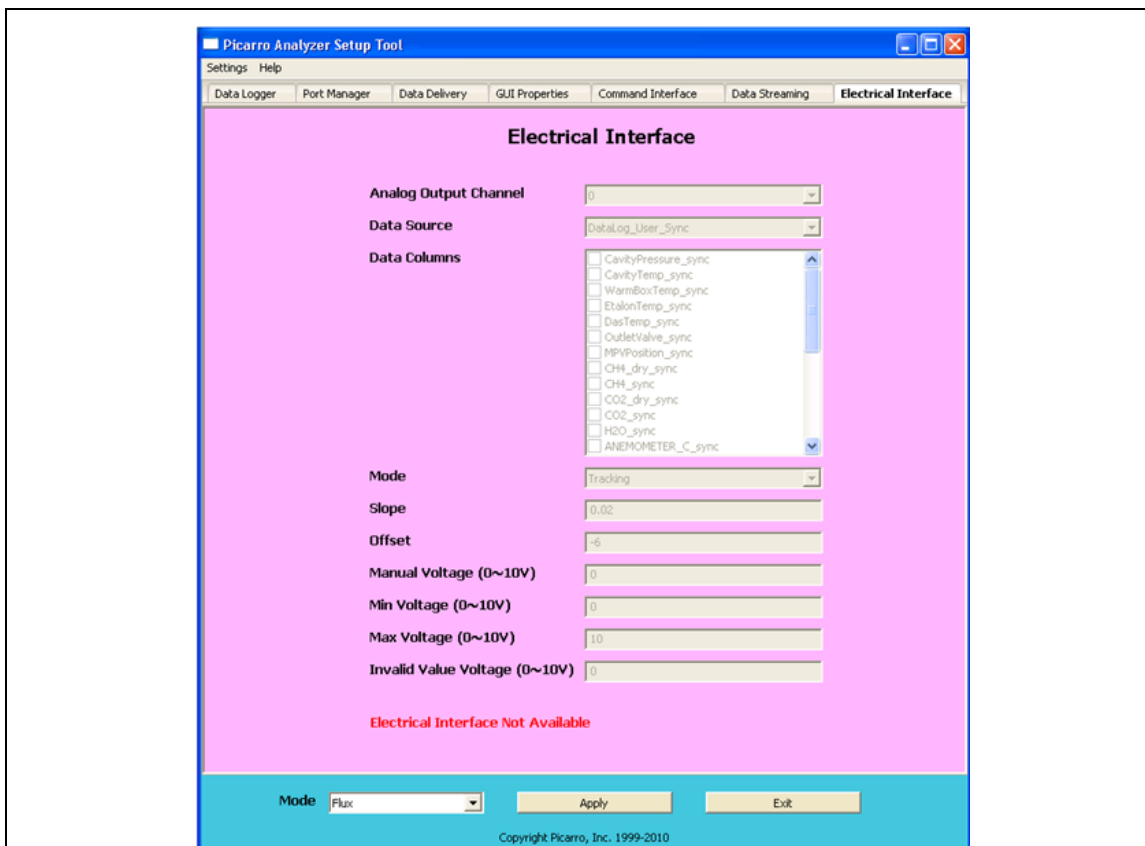 Picarro Analyzer Setup Tool
Settings Help
Data Logger Port Manager Data Delivery GUI Properties Command Interface Data Streaming Electrical Interface
Electrical Interface
Analog Output Channel 0
Data Source DataLog_User_Sync
Data Columns CavityPressure_sync
CavityTemp_sync
WarmBoxTemp_sync
EtalonTemp_sync
DasTemp_sync
OutletValve_sync
MPVPosition_sync
CH4_dry_sync
CH4_sync
CO2_dry_sync
CO2_sync
H2O_sync
ANEMOMETER_C_sync
Mode Tracking
Slope 0.02
Offset -6
Manual Voltage (0~10V) 0
Min Voltage (0~10V) 0
Max Voltage (0~10V) 10
Invalid Value Voltage (0~10V) 0
Electrical Interface Not Available
Mode Flux Apply Exit
Copyright Picarro, Inc. 1999-2010